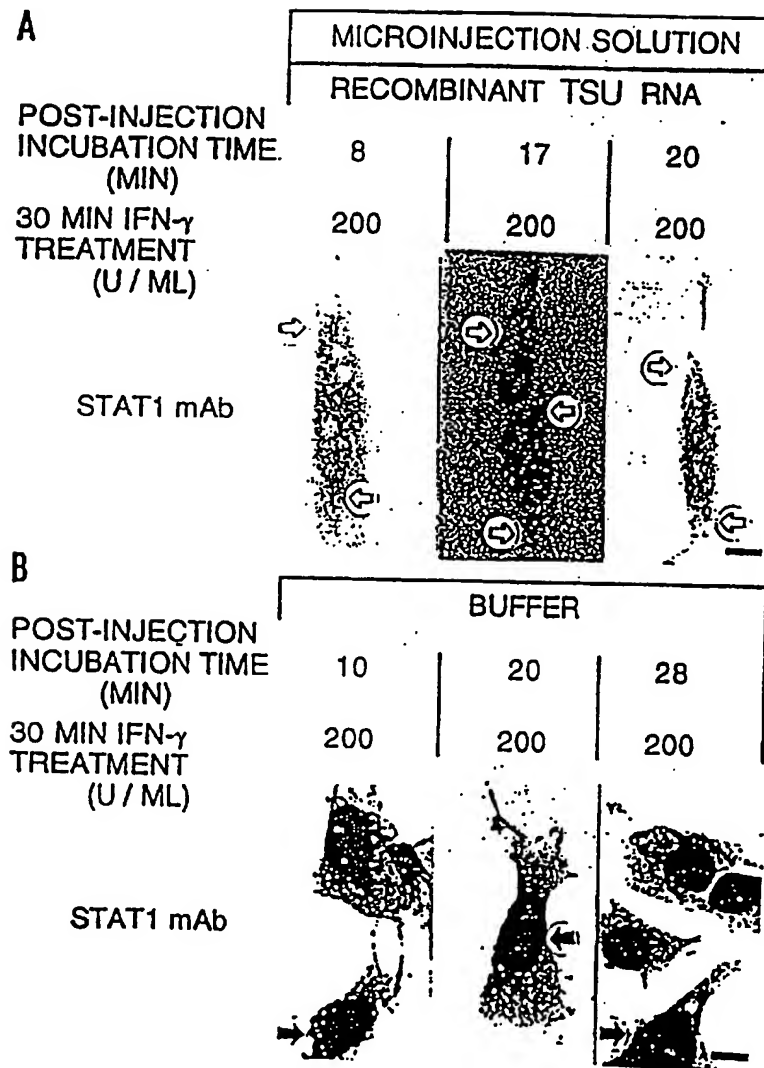 A
MICROINJECTION SOLUTION
RECOMBINANT TSU RNA
POST-INJECTION
INCUBATION TIME
(MIN)
8 17 20
30 MIN IFN-γ
TREATMENT
(U / ML)
200 200 200
STAT1 mAb
B
BUFFER
POST-INJECTION
INCUBATION TIME
(MIN)
10 20 28
30 MIN IFN-γ
TREATMENT
(U / ML)
200 200 200
STAT1 mAb